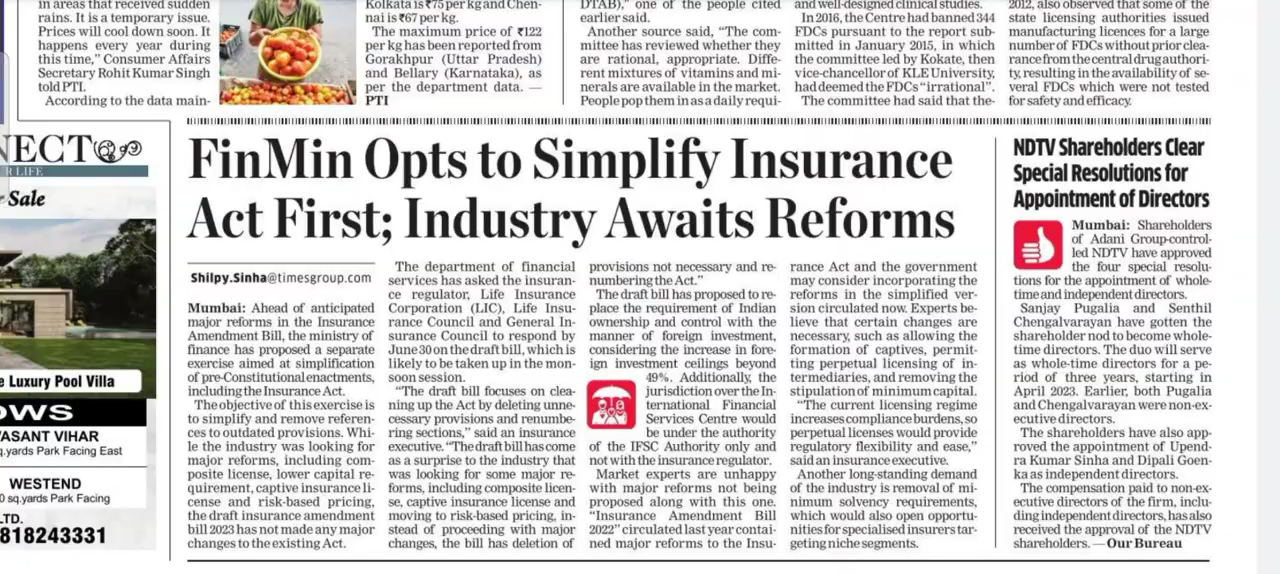 in areas that received sudden
rains. It is a temporary issue.
Prices will cool down soon. It
happens every year during
this time,” Consumer Affairs
Secretary Rohit Kumar Singh
told PTI.
According to the data main-
Kolkata is ₹75 per kg and Chen-
nai is ₹67 per kg.
The maximum price of ₹122
per kg has been reported from
Gorakhpur (Uttar Pradesh)
and Bellary (Karnataka), as
per the department data. —
PTI
DTAB),” one of the people cited
earlier said.
Another source said, “The com-
mittee has reviewed whether they
are rational, appropriate. Diffe-
rent mixtures of vitamins and mi-
nerals are available in the market.
People pop them in as a daily requi-
and well-designed clinical studies.
In 2016, the Centre had banned 344
FDCs pursuant to the report sub-
mitted in January 2015, in which
the committee led by Kokate, then
vice-chancellor of KLE University,
had deemed the FDCs “irrational”.
The committee had said that the-
2012, also observed that some of the
state licensing authorities issued
manufacturing licences for a large
number of FDCs without prior clea-
rance from the central drug authori-
ty, resulting in the availability of se-
veral FDCs which were not tested
for safety and efficacy.
NECT
R LIFE
Sale
e Luxury Pool Villa
OWS
VASANT VIHAR
q.yards Park Facing East
WESTEND
0 sq.yards Park Facing
LTD.
818243331
FinMin Opts to Simplify Insurance
Act First; Industry Awaits Reforms
Shilpy.Sinha@timesgroup.com
Mumbai: Ahead of anticipated
major reforms in the Insurance
Amendment Bill, the ministry of
finance has proposed a separate
exercise aimed at simplification
of pre-Constitutional enactments,
including the Insurance Act.
The objective of this exercise is
to simplify and remove referen-
ces to outdated provisions. Whi-
le the industry was looking for
major reforms, including com-
posite license, lower capital re-
quirement, captive insurance li-
cense and risk-based pricing,
the draft insurance amendment
bill 2023 has not made any major
changes to the existing Act.
The department of financial
services has asked the insuran-
ce regulator, Life Insurance
Corporation (LIC), Life Insu-
rance Council and General In-
surance Council to respond by
June 30 on the draft bill, which is
likely to be taken up in the mon-
soon session.
“The draft bill focuses on clea-
ning up the Act by deleting unne-
cessary provisions and renumbe-
ring sections,” said an insurance
executive. “The draft bill has come
as a surprise to the industry that
was looking for some major re-
forms, including composite licen-
se, captive insurance license and
moving to risk-based pricing, in-
stead of proceeding with major
changes, the bill has deletion of
provisions not necessary and re-
numbering the Act.”
The draft bill has proposed to re-
place the requirement of Indian
ownership and control with the
manner of foreign investment,
considering the increase in fore-
ign investment ceilings beyond
49%. Additionally, the
jurisdiction over the In-
ternational Financial
Services Centre would
be under the authority
of the IFSC Authority only and
not with the insurance regulator.
Market experts are unhappy
with major reforms not being
proposed along with this one.
“Insurance Amendment Bill
2022” circulated last year contai-
ned major reforms to the Insu-
rance Act and the government
may consider incorporating the
reforms in the simplified ver-
sion circulated now. Experts be-
lieve that certain changes are
necessary, such as allowing the
formation of captives, permit-
ting perpetual licensing of in-
termediaries, and removing the
stipulation of minimum capital.
“The current licensing regime
increases compliance burdens, so
perpetual licenses would provide
regulatory flexibility and ease,”
said an insurance executive.
Another long-standing demand
of the industry is removal of mi-
nimum solvency requirements,
which would also open opportu-
nities for specialised insurers tar-
geting niche segments.
NDTV Shareholders Clear
Special Resolutions for
Appointment of Directors
Mumbai: Shareholders
of Adani Group-control-
led NDTV have approved
the four special resolu-
tions for the appointment of whole-
time and independent directors.
Sanjay Pugalia and Senthil
Chengalvarayan have gotten the
shareholder nod to become whole-
time directors. The duo will serve
as whole-time directors for a pe-
riod of three years, starting in
April 2023. Earlier, both Pugalia
and Chengalvarayan were non-ex-
ecutive directors.
The shareholders have also ap-
proved the appointment of Upend-
ra Kumar Sinha and Dipali Goen-
ka as independent directors.
The compensation paid to non-ex-
ecutive directors of the firm, inclu-
ding independent directors, has also
received the approval of the NDTV
shareholders. — Our Bureau